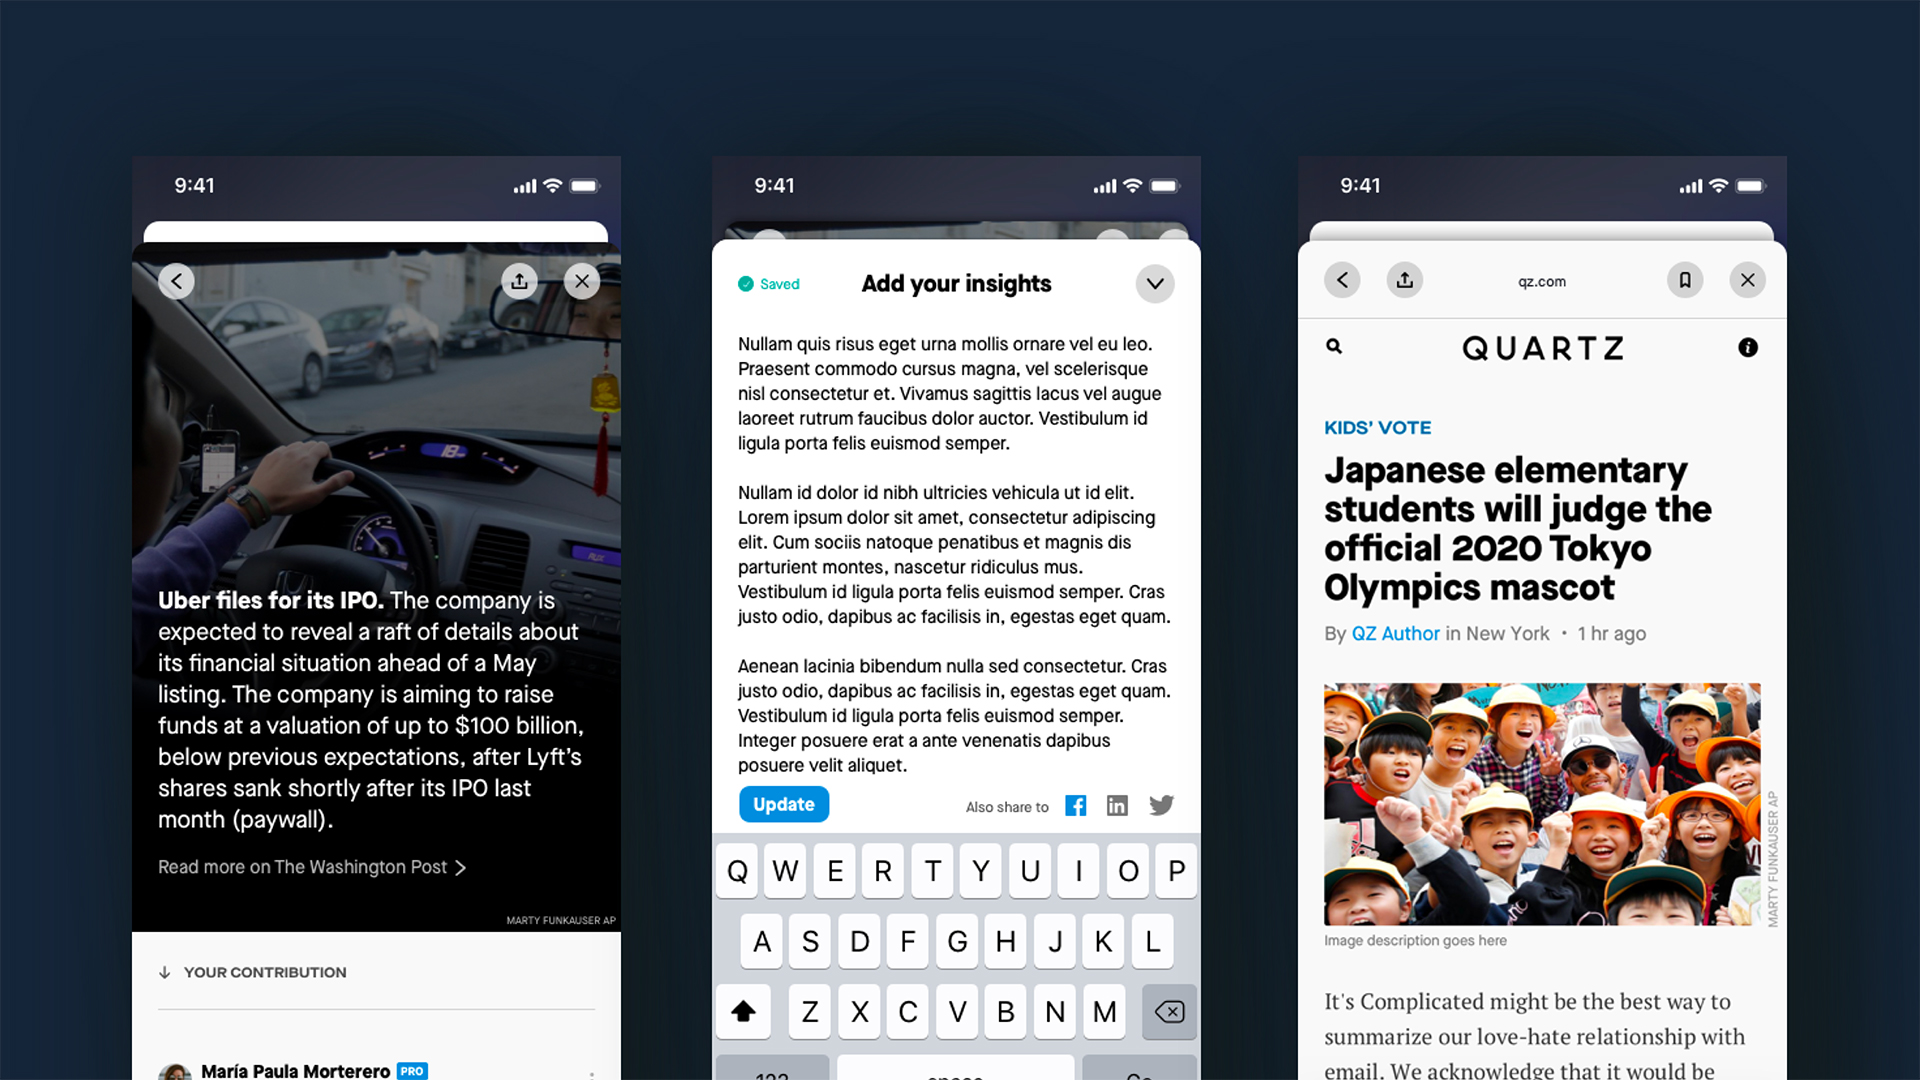 9:41
Uber files for its IPO. The company is
expected to reveal a raft of details about
its financial situation ahead of a May
listing. The company is aiming to raise
funds at a valuation of up to $100 billion,
below previous expectations, after Lyft's
shares sank shortly after its IPO last
month (paywall).
Read more on The Washington Post
MARTY FUNKAUSER AP
YOUR CONTRIBUTION
María Paula Morterero PRO
9:41
Saved
Add your insights
Nullam quis risus eget urna mollis ornare vel eu leo.
Praesent commodo cursus magna, vel scelerisque
nisl consectetur et. Vivamus sagittis lacus vel augue
laoreet rutrum faucibus dolor auctor. Vestibulum id
ligula porta felis euismod semper.
Nullam id dolor id nibh ultricies vehicula ut id elit.
Lorem ipsum dolor sit amet, consectetur adipiscing
elit. Cum sociis natoque penatibus et magnis dis
parturient montes, nascetur ridiculus mus.
Vestibulum id ligula porta felis euismod semper. Cras
justo odio, dapibus ac facilisis in, egestas eget quam.
Aenean lacinia bibendum nulla sed consectetur. Cras
justo odio, dapibus ac facilisis in, egestas eget quam.
Vestibulum id ligula porta felis euismod semper.
Integer posuere erat a ante venenatis dapibus
posuere velit aliquet.
Update
Also share to
Q W E R T Y U I O P
A S D F G H J K L
Z X C V B N M
123 space Go
9:41
qz.com
QUARTZ
KIDS' VOTE
Japanese elementary
students will judge the
official 2020 Tokyo
Olympics mascot
By QZ Author in New York • 1 hr ago
MARTY FUNKAUSER AP
Image description goes here
It's Complicated might be the best way to
summarize our love-hate relationship with
email. We acknowledge that it would be